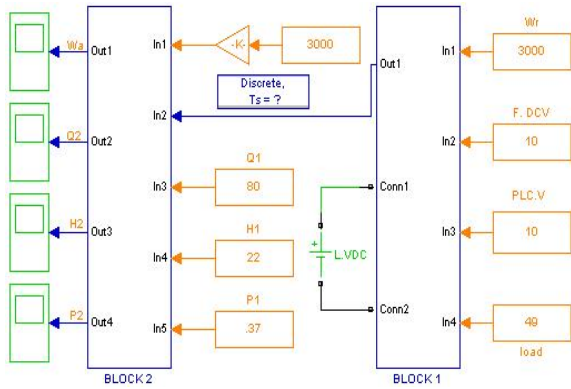 Wr
Wa
Out1
In1
-K-
3000
Out1
In1
3000
Discrete,
Ts = ?
F. DCV
Q2
Out2
In2
In2
10
Q1
In3
80
Conn1
PLC.V
H2
Out3
H1
In3
10
In4
22
L.VDC
+
P1
P2
Out4
In5
.37
Conn2
In4
load
BLOCK 2
BLOCK 1